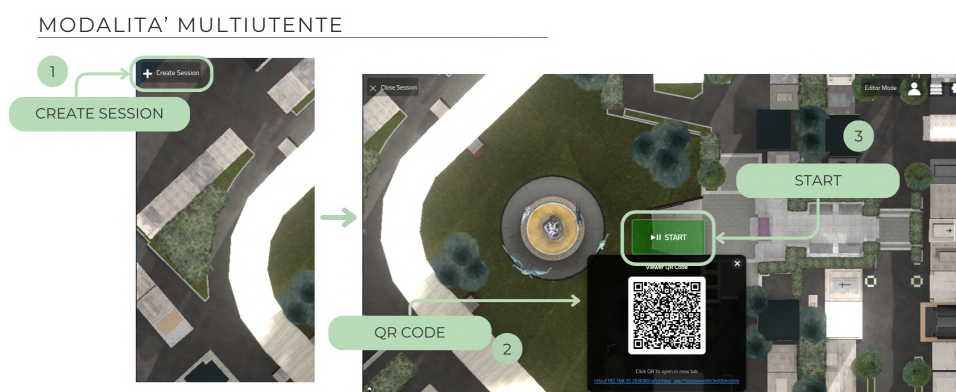 MODALITA' MULTIUTENTE
1
Create Session
CREATE SESSION
Close Session
Editor Mode
3
START
START
Viewer QR Code
QR CODE
2
Click QR to open in new tab